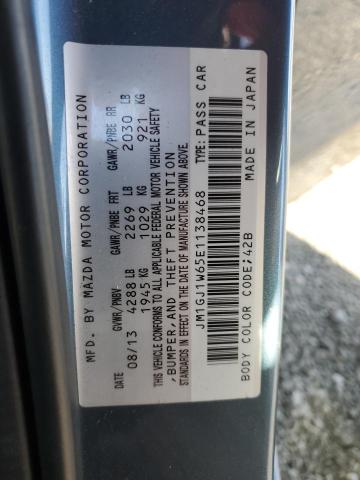 MFD. BY MAZDA MOTOR CORPORATION
DATE GVWR/PNBV GAWR/PNBE FRT GAWR/PNBE RR
08/13 4288 LB 2269 LB 2030 LB
1945 KG 1029 KG 921 KG
THIS VEHICLE CONFORMS TO ALL APPLICABLE FEDERAL MOTOR VEHICLE SAFETY
,BUMPER,AND THEFT PREVENTION
STANDARDS IN EFFECT ON THE DATE OF MANUFACTURE SHOWN ABOVE.
JM1GJ1W65E1138468 TYPE: PASS CAR
BODY COLOR CODE:42B MADE IN JAPAN